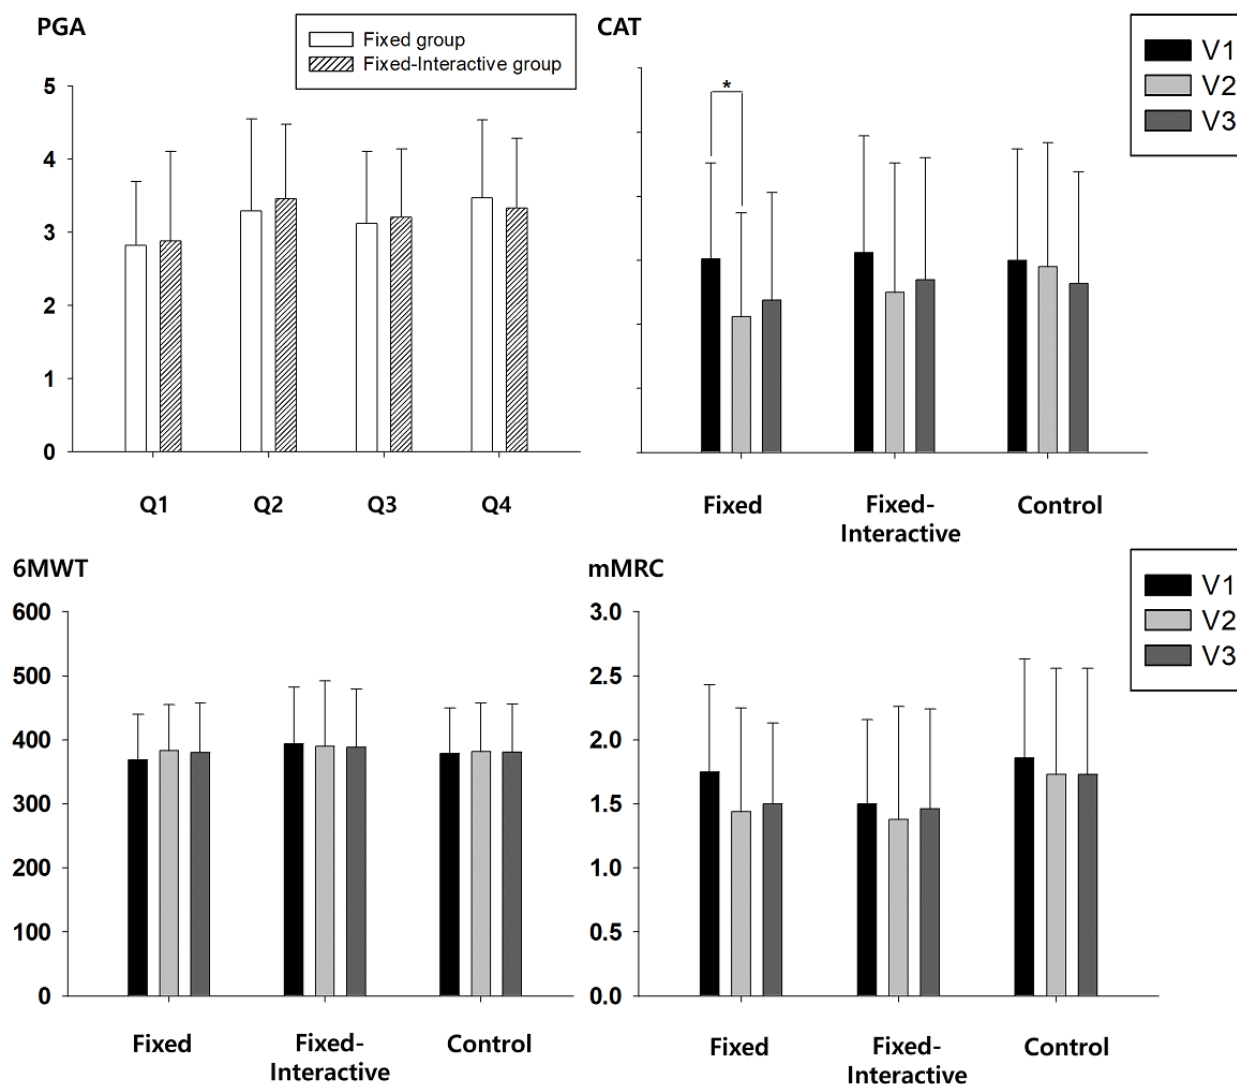 PGA
Fixed group
Fixed-Interactive group
5
4
3
2
1
0
Q1 Q2 Q3 Q4
CAT
V1
V2
V3
*
Fixed Fixed-Interactive Control
6MWT
600
500
400
300
200
100
0
Fixed Fixed-Interactive Control
mMRC
V1
V2
V3
3.0
2.5
2.0
1.5
1.0
0.5
0.0
Fixed Fixed-Interactive Control